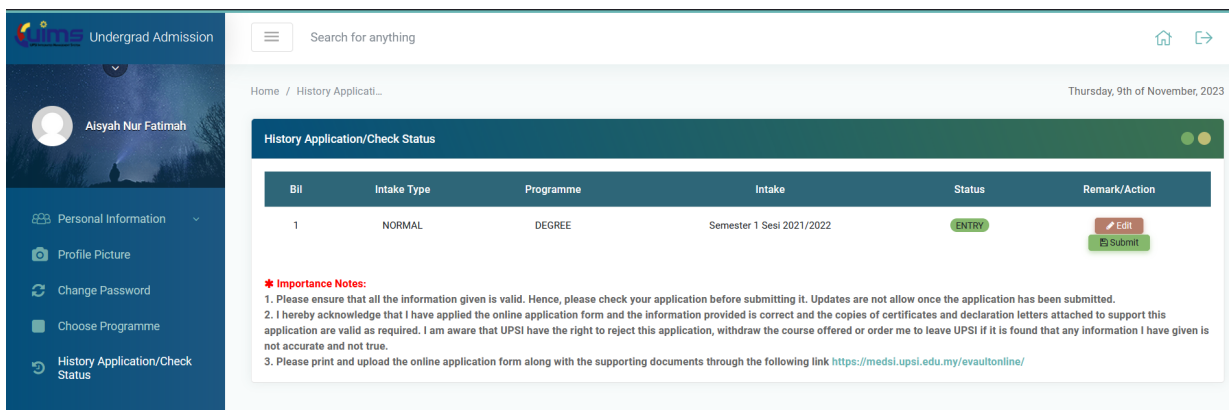 uims Undergrad Admission
Search for anything
Aisyah Nur Fatimah
Personal Information
Profile Picture
Change Password
Choose Programme
History Application/Check
Status
Home / History Applicati...
Thursday, 9th of November, 2023
History Application/Check Status
Bil Intake Type Programme Intake Status Remark/Action
1 NORMAL DEGREE Semester 1 Sesi 2021/2022 ENTRY Edit
Submit
✱ Importance Notes:
1. Please ensure that all the information given is valid. Hence, please check your application before submitting it. Updates are not allow once the application has been submitted.
2. I hereby acknowledge that I have applied the online application form and the information provided is correct and the copies of certificates and declaration letters attached to support this
application are valid as required. I am aware that UPSI have the right to reject this application, withdraw the course offered or order me to leave UPSI if it is found that any information I have given is
not accurate and not true.
3. Please print and upload the online application form along with the supporting documents through the following link https://medsi.upsi.edu.my/evaultonline/